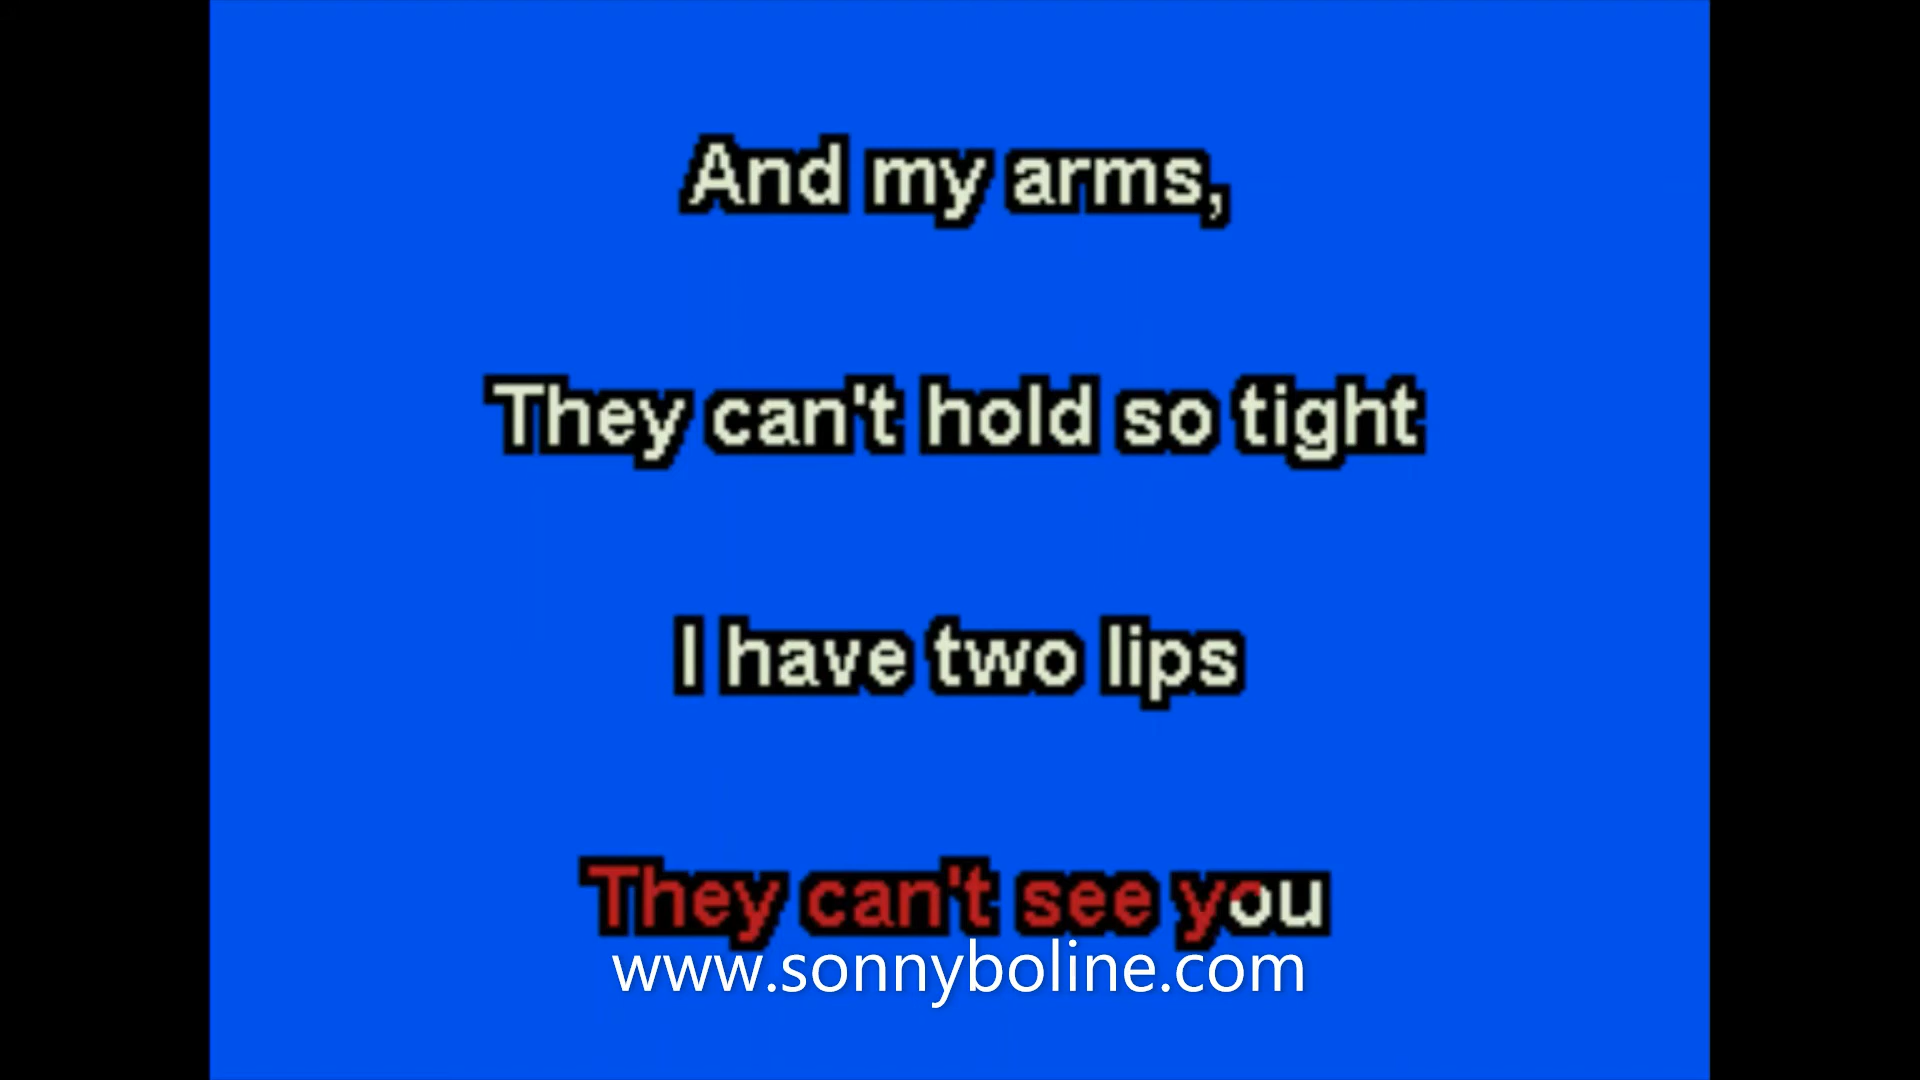 And my arms,
They can't hold so tight
I have two lips
They can't see you
www.sonnyboline.com